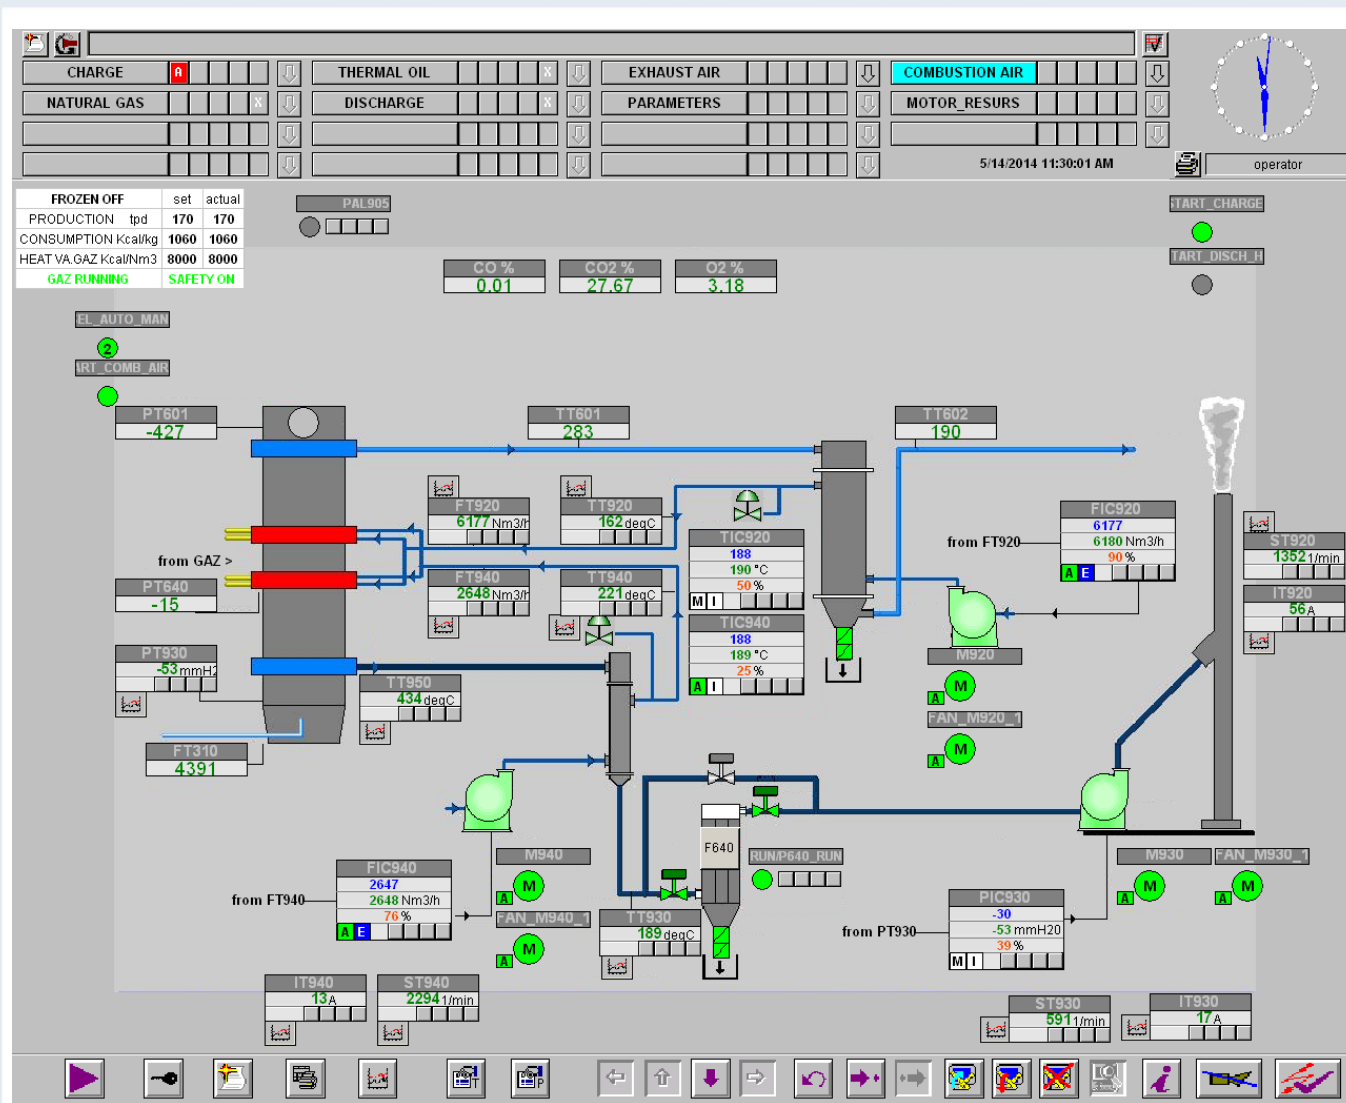 CHARGE A
THERMAL OIL X
EXHAUST AIR
COMBUSTION AIR
NATURAL GAS X
DISCHARGE X
PARAMETERS
MOTOR_RESURS
5/14/2014 11:30:01 AM
operator
FROZEN OFF set actual
PRODUCTION tpd 170 170
CONSUMPTION Kcal/kg 1060 1060
HEAT VA.GAZ Kcal/Nm3 8000 8000
GAZ RUNNING SAFETY ON
PAL905
START_CHARGE
TART_DISCH_H
CO %
0.01
CO2 %
27.67
O2 %
3.18
EL_AUTO_MAN
2
ART_COMB_AIR
PT601
-427
TT601
283
TT602
190
FT920
6177 Nm3/h
TT920
162 degC
TIC920
188
190 °C
50 %
M I
FIC920
6177
6180 Nm3/h
90 %
A E
from FT920
ST920
1352 1/min
IT920
56 A
from GAZ >
PT640
-15
FT940
2648 Nm3/h
TT940
221 degC
TIC940
188
189 °C
25 %
A I
M920
A M
FAN_M920_1
A M
PT930
-53 mmH2
TT950
434 degC
FT310
4391
F640
RUN/P640_RUN
M940
A M
FAN_M940_1
A M
FIC940
2647
2648 Nm3/h
76 %
A E
from FT940
TT930
189 degC
M930
A M
FAN_M930_1
A M
PIC930
-30
-53 mmH20
39 %
M I
from PT930
IT940
13 A
ST940
2294 1/min
ST930
591 1/min
IT930
17 A
T
P
i